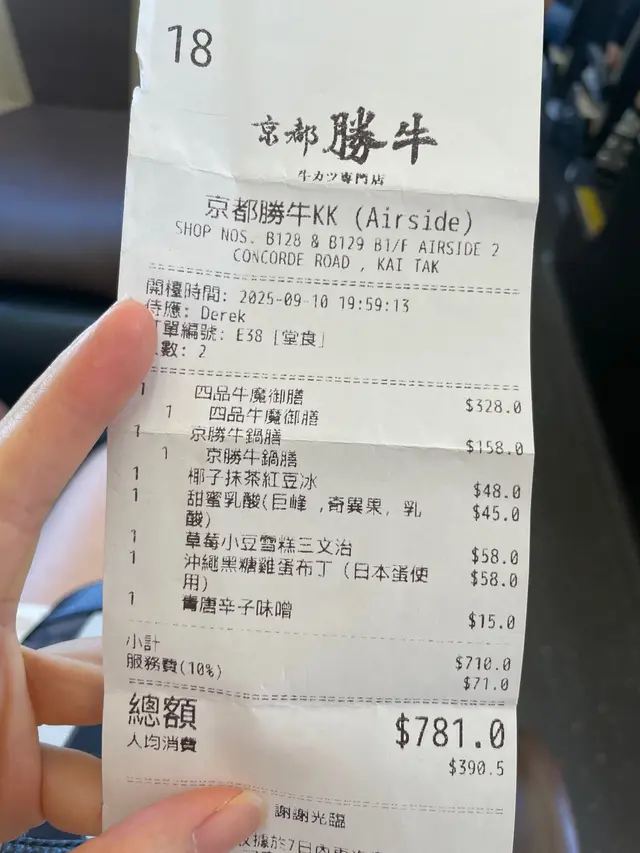 18
京都勝牛
牛カツ専門店
京都勝牛KK (Airside)
SHOP NOS. B128 & B129 B1/F AIRSIDE 2
CONCORDE ROAD , KAI TAK
開檯時間: 2025-09-10 19:59:13
侍應: Derek
單編號: E38 [堂食]
數: 2
1 四品牛魔御膳 $328.0
1 四品牛魔御膳
1 京勝牛鍋膳 $158.0
1 京勝牛鍋膳
1 椰子抹茶紅豆冰 $48.0
1 甜蜜乳酸(巨峰 ,奇異果, 乳 $45.0
酸)
1 草莓小豆雪糕三文治 $58.0
1 沖繩黑糖雞蛋布丁 (日本蛋使 $58.0
用)
1 青唐辛子味噌 $15.0
小計 $710.0
服務費(10%) $71.0
總額 $781.0
人均消費 $390.5
謝謝光臨
據於7日內